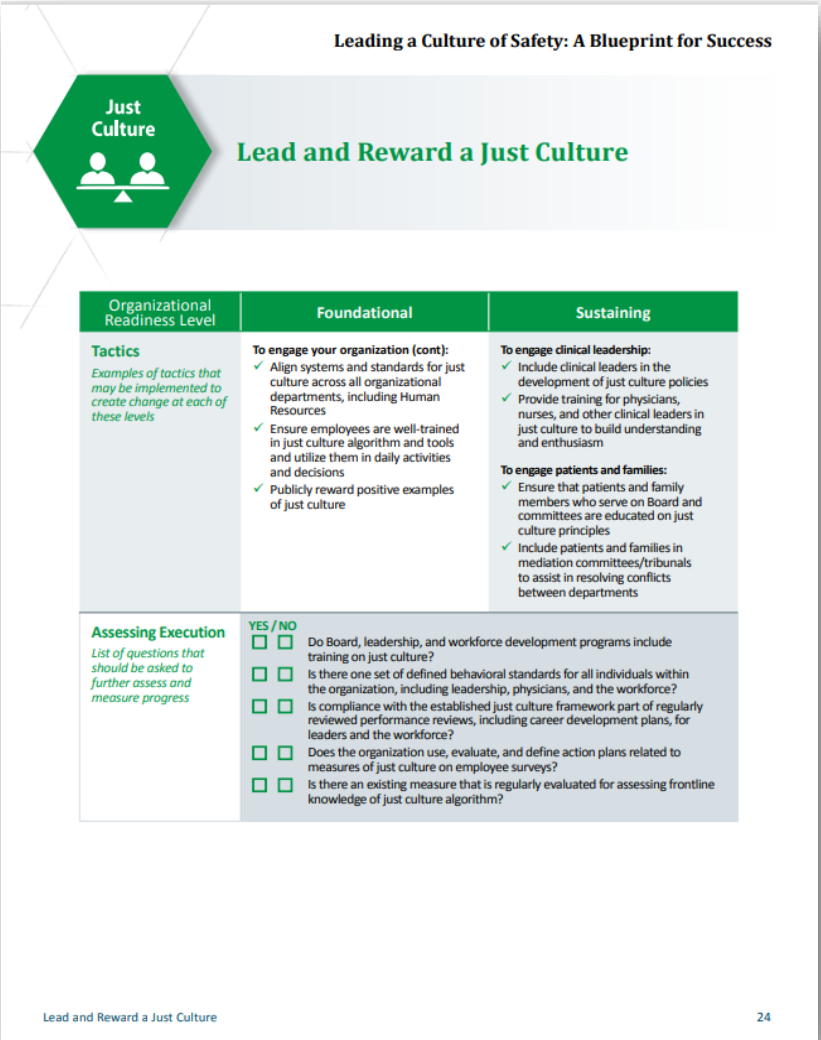 Leading a Culture of Safety: A Blueprint for Success
Just
Culture
Lead and Reward a Just Culture
Organizational
Readiness Level
Foundational
Sustaining
Tactics
Examples of tactics that
may be implemented to
create change at each of
these levels
To engage your organization (cont):
✓ Align systems and standards for just
culture across all organizational
departments, including Human
Resources
✓ Ensure employees are well-trained
in just culture algorithm and tools
and utilize them in daily activities
and decisions
✓ Publicly reward positive examples
of just culture
To engage clinical leadership:
✓ Include clinical leaders in the
development of just culture policies
✓ Provide training for physicians,
nurses, and other clinical leaders in
just culture to build understanding
and enthusiasm
To engage patients and families:
✓ Ensure that patients and family
members who serve on Board and
committees are educated on just
culture principles
✓ Include patients and families in
mediation committees/tribunals
to assist in resolving conflicts
between departments
Assessing Execution
List of questions that
should be asked to
further assess and
measure progress
YES / NO
Do Board, leadership, and workforce development programs include
training on just culture?
Is there one set of defined behavioral standards for all individuals within
the organization, including leadership, physicians, and the workforce?
Is compliance with the established just culture framework part of regularly
reviewed performance reviews, including career development plans, for
leaders and the workforce?
Does the organization use, evaluate, and define action plans related to
measures of just culture on employee surveys?
Is there an existing measure that is regularly evaluated for assessing frontline
knowledge of just culture algorithm?
Lead and Reward a Just Culture
24